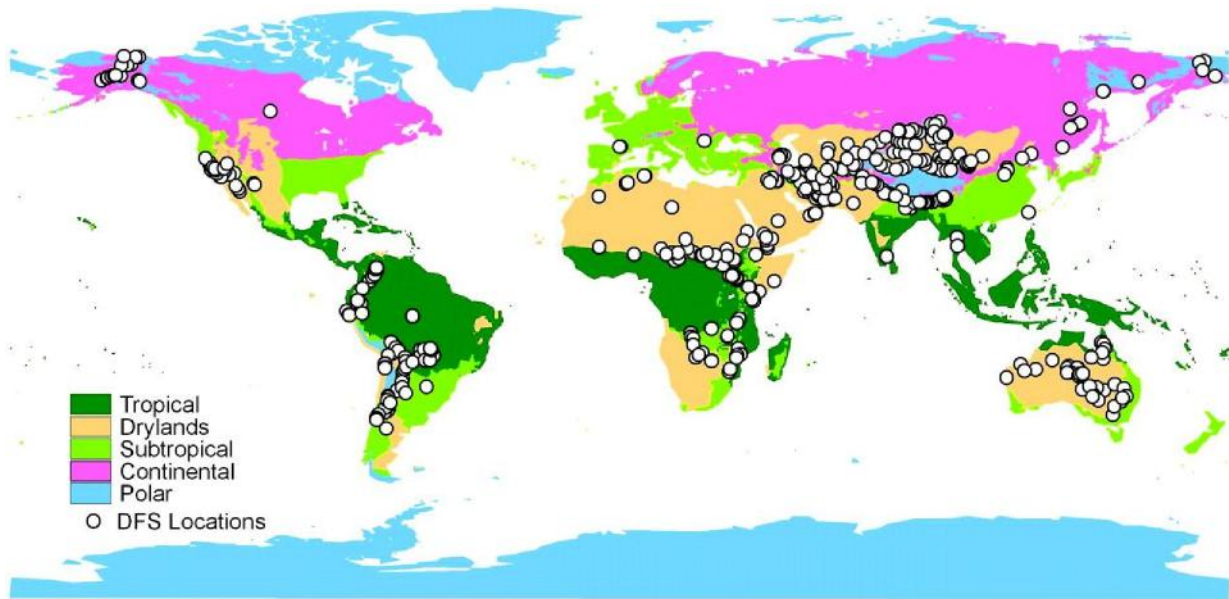 Tropical
Drylands
Subtropical
Continental
Polar
DFS Locations